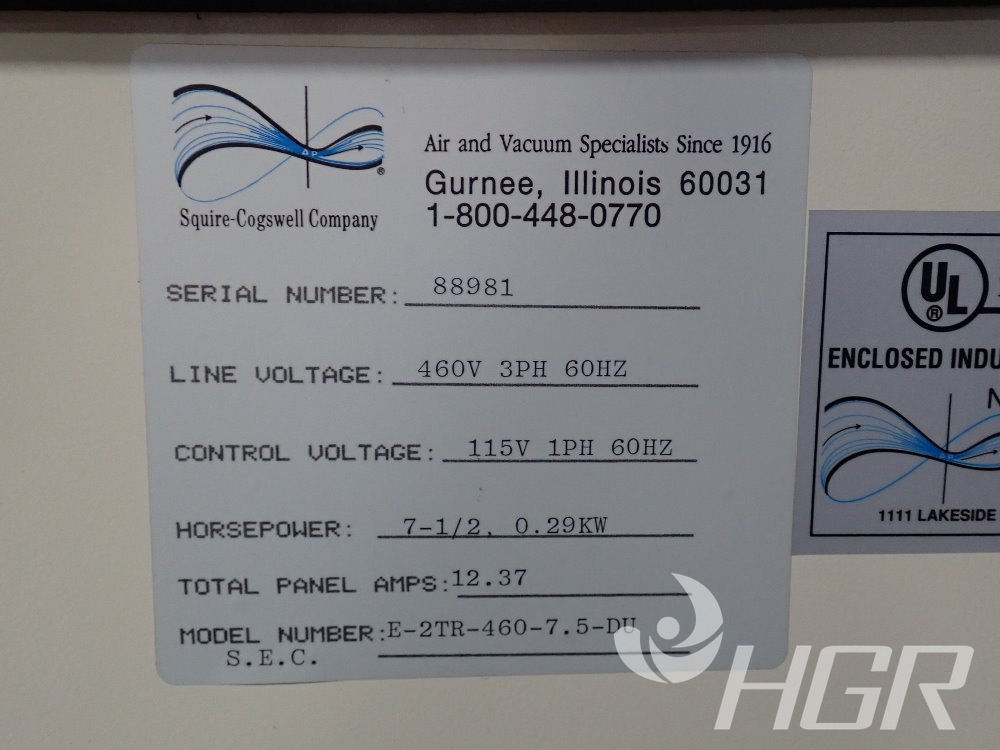 Air and Vacuum Specialists Since 1916
Gurnee, Illinois 60031
1-800-448-0770
Squire-Cogswell Company
®
SERIAL NUMBER: 88981
LINE VOLTAGE: 460V 3PH 60HZ
CONTROL VOLTAGE: 115V 1PH 60HZ
HORSEPOWER: 7-1/2, 0.29KW
TOTAL PANEL AMPS: 12.37
MODEL NUMBER: E-2TR-460-7.5-DU
S.E.C.
UL
®
ENCLOSED INDU
1111 LAKESIDE
HGR